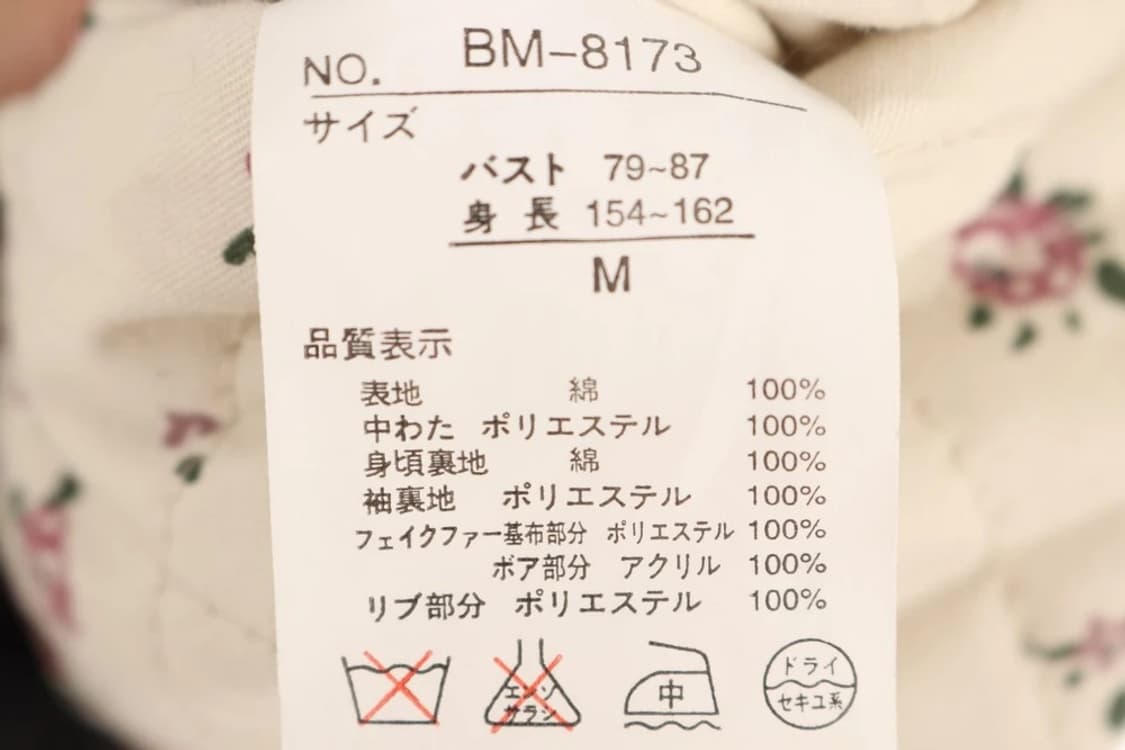 NO. BM-8173
サイズ
バスト 79~87
身長 154~162
M
品質表示
表地 綿 100%
中わた ポリエステル 100%
身頃裏地 綿 100%
袖裏地 ポリエステル 100%
フェイクファー基布部分 ポリエステル 100%
ボア部分 アクリル 100%
リブ部分 ポリエステル 100%
エンソサラシ 中 ドライセキユ系